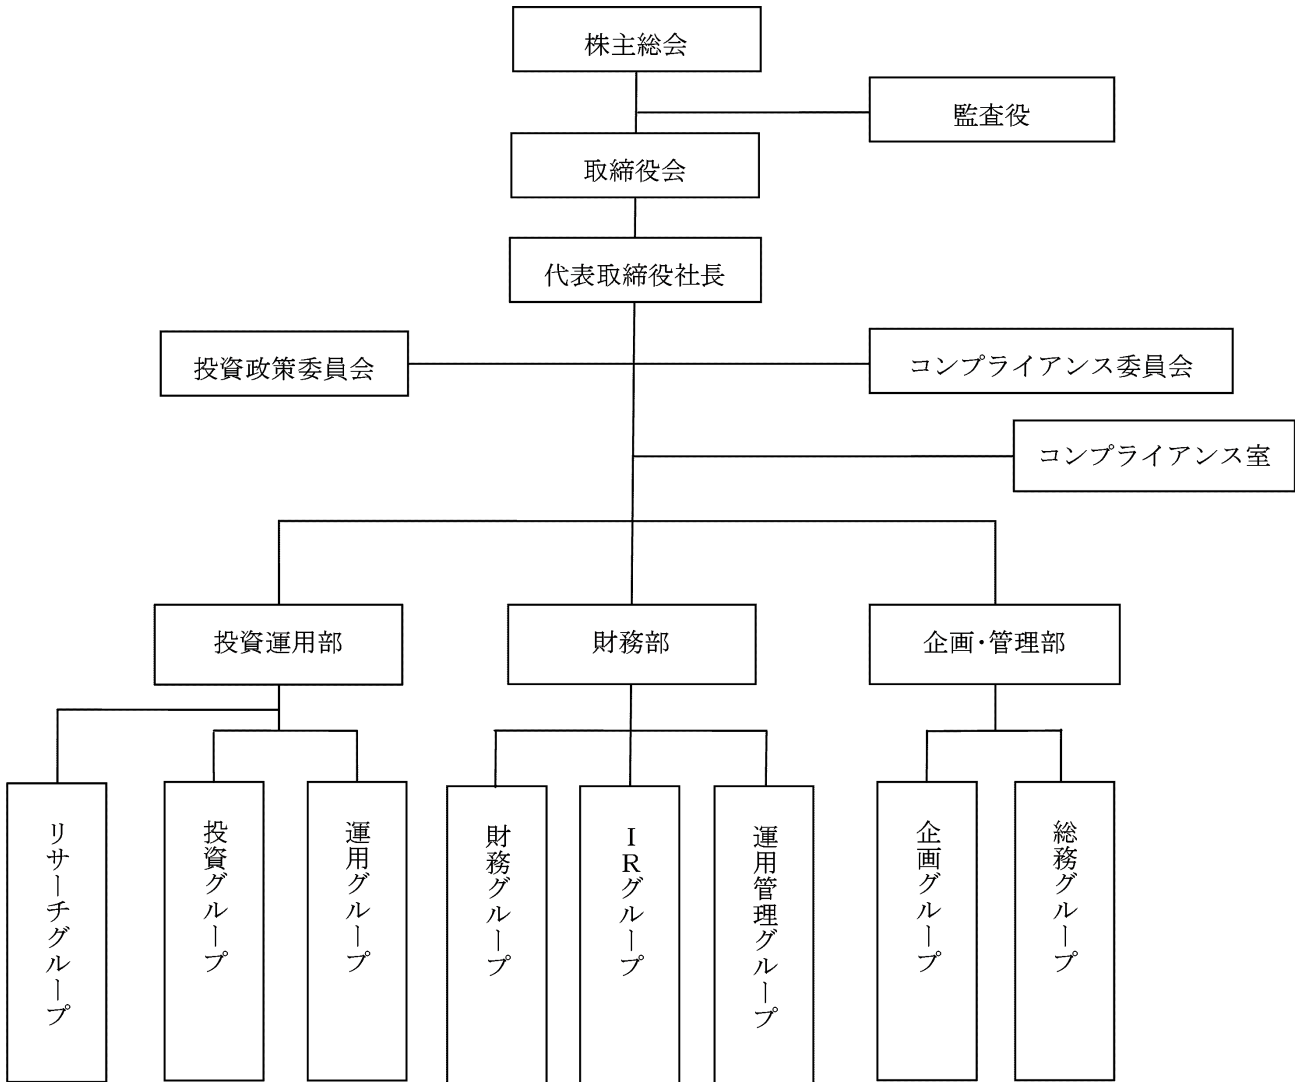 株主総会
監査役
取締役会
代表取締役社長
投資政策委員会
コンプライアンス委員会
コンプライアンス室
投資運用部
財務部
企画・管理部
リサーチグループ
投資グループ
運用グループ
財務グループ
IRグループ
運用管理グループ
企画グループ
総務グループ